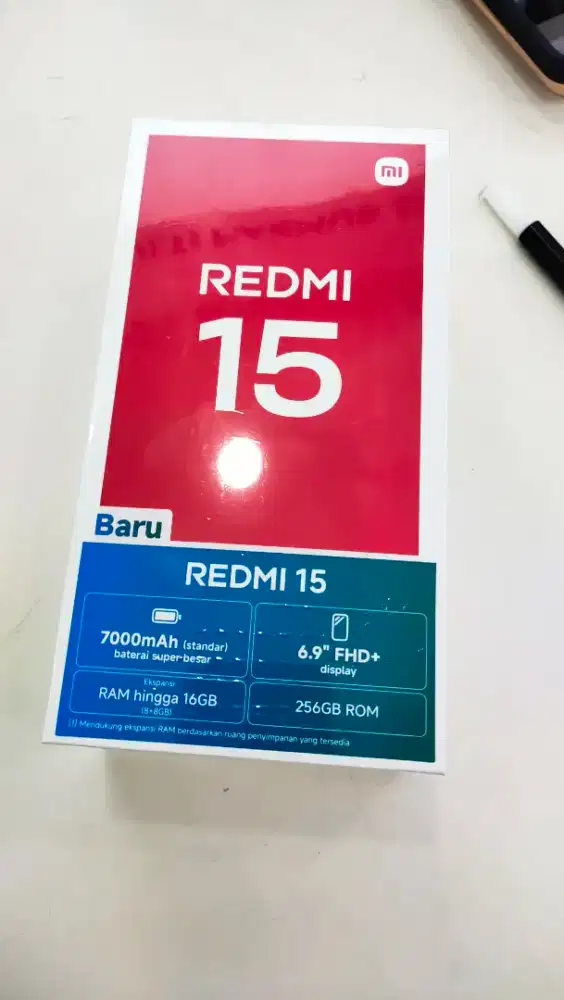 mi
REDMI
15
Baru
REDMI 15
7000mAh (standar)
baterai super-besar
6.9" FHD+
display
Ekspansi
RAM hingga 16GB
(8+8GB)
256GB ROM
(1) Mendukung ekspansi RAM berdasarkan ruang penyimpanan yang tersedia